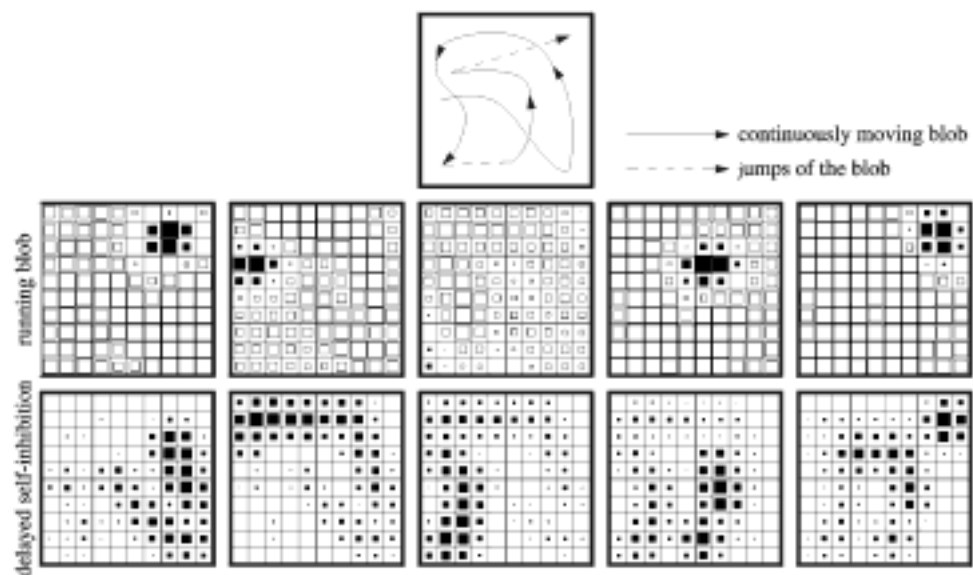 continuously moving blob
jumps of the blob
running blob
delayed self-inhibition